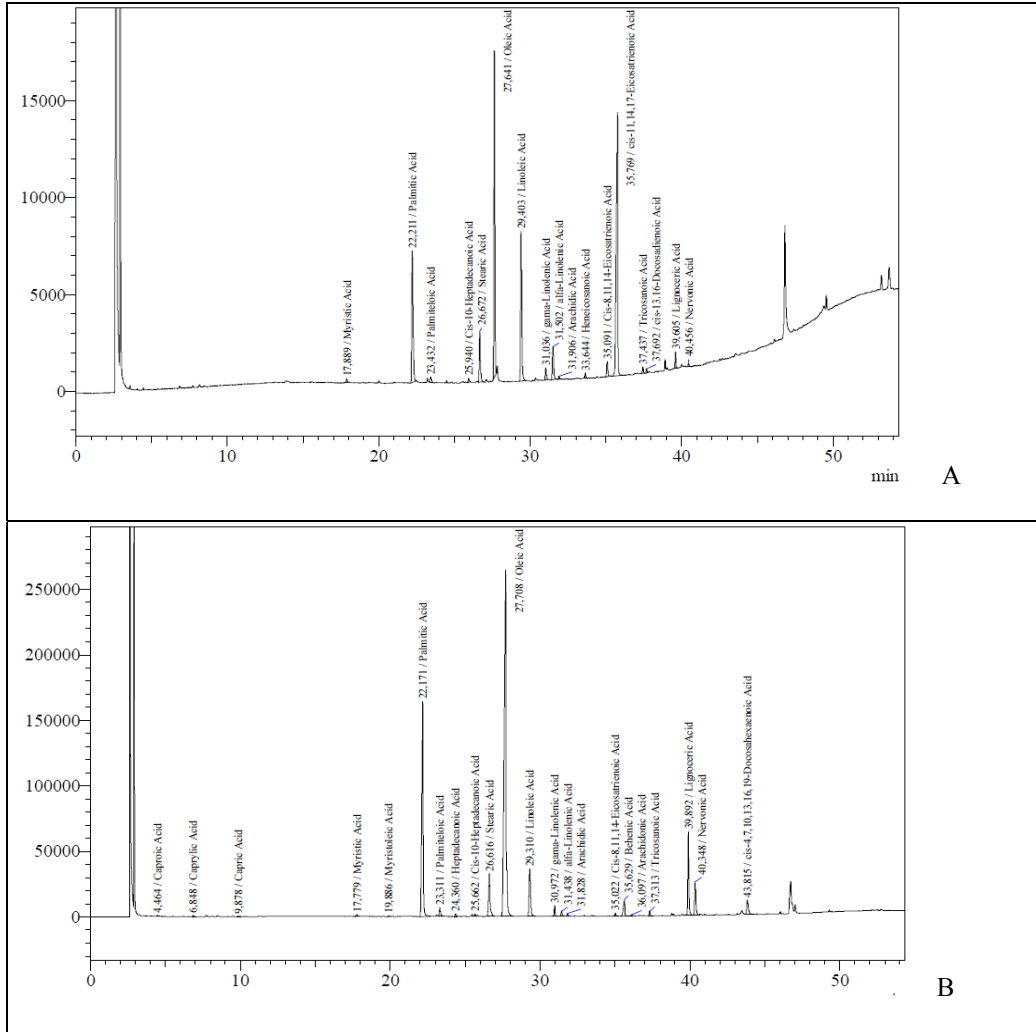 15000
10000
5000
0
17,889 / Myristic Acid
22,211 / Palmitic Acid
23,432 / Palmiteloic Acid
25,940 / Cis-10-Heptadecanoic Acid
26,672 / Stearic Acid
27,641 / Oleic Acid
29,403 / Linoleic Acid
31,036 / gama-Linolenic Acid
31,502 / alfa-Linolenic Acid
31,906 / Arachidic Acid
33,644 / Heneicosanoic Acid
35,091 / Cis-8,11,14-Eicosatrienoic Acid
35,769 / cis-11,14,17-Eicosatrienoic Acid
37,437 / Tricosanoic Acid
37,692 / cis-13,16-Docosadienoic Acid
39,605 / Lignoceric Acid
40,456 / Nervonic Acid
0 10 20 30 40 50
min
A
250000
200000
150000
100000
50000
0
4,464 / Caproic Acid
6,848 / Caprylic Acid
9,878 / Capric Acid
17,779 / Myristic Acid
19,886 / Myristoleic Acid
22,171 / Palmitic Acid
23,311 / Palmiteloic Acid
24,360 / Heptadecanoic Acid
25,662 / Cis-10-Heptadecanoic Acid
26,616 / Stearic Acid
27,708 / Oleic Acid
29,310 / Linoleic Acid
30,972 / gama-Linolenic Acid
31,438 / alfa-Linolenic Acid
31,828 / Arachidic Acid
35,022 / Cis-8,11,14-Eicosatrienoic Acid
35,629 / Behenic Acid
36,097 / Arachidonic Acid
37,313 / Tricosanoic Acid
39,892 / Lignoceric Acid
40,348 / Nervonic Acid
43,815 / cis-4,7,10,13,16,19-Docosahexaenoic Acid
0 10 20 30 40 50
B